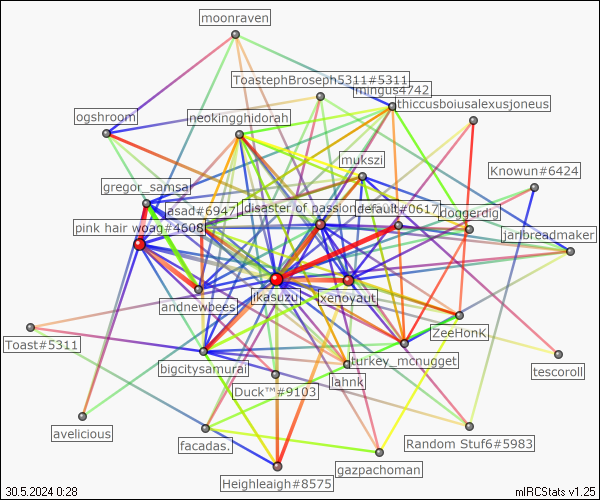 moonraven
ToastephBroseph5311#5311
mingus4742
thiccusboiusalexusjoneus
ogshroom
neokingghidorah
mukszi
Knowun#6424
gregor_samsa!
asad#6947
disaster of passion
default#0617
doggerdig
pink hair woag#4608
jarlbreadmaker
andnewbees
ikasuzu
xenoyaut
ZeeHonK
Toast#5311
bigcitysamurai
turkey_mcnugget
tescoroll
lahnk
Duck™#9103
avelicious
facadas.
Random Stuf6#5983
gazpachoman
Heighleaigh#8575
30.5.2024 0:28
mIRCStats v1.25